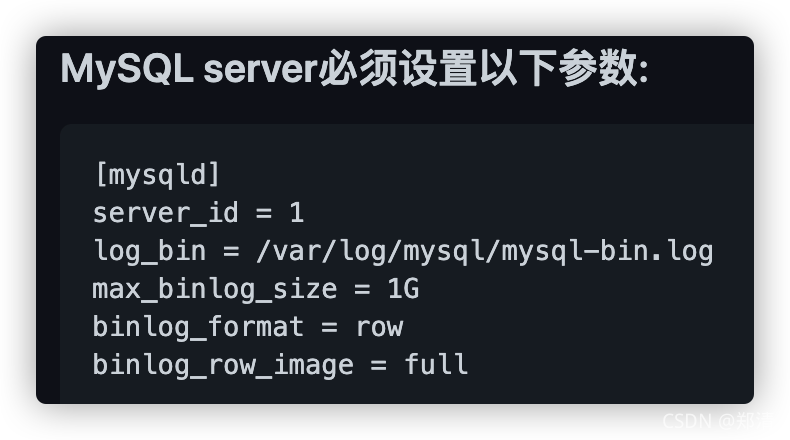 MySQL server必须设置以下参数:
[mysqld]
server_id = 1
log_bin = /var/log/mysql/mysql-bin.log
max_binlog_size = 1G
binlog_format = row
binlog_row_image = full
CSDN @郑